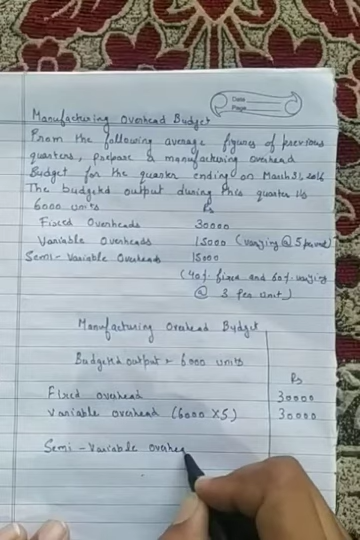 Manufacturing Overhead Budget
Date
Page
From the following average figures of previous
quarters, prepare a manufacturing overhead
Budget for the quarter ending on March 31, 2016
The budgeted output during this quarter is
6000 units
Rs
Fixed Overheads 30000
Variable Overheads 15000 (varying @ 5 per unit)
Semi-Variable Overheads 15000
(40% fixed and 60% varying
@ 3 Per unit)
Manufacturing Overhead Budget
Budgeted output - 6000 units
Rs
Fixed overhead 30000
Variable overhead (6000 X5) 30000
Semi - Variable overhea